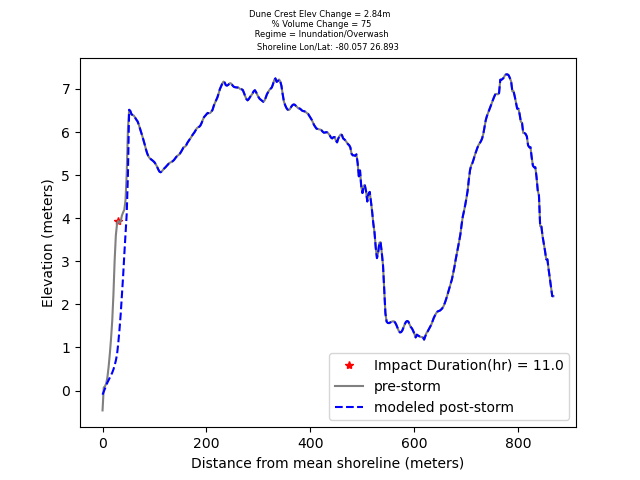 Dune Crest Elev Change = 2.84m
% Volume Change = 75
Regime = Inundation/Overwash
Shoreline Lon/Lat: -80.057 26.893
7
6
5
4
3
2
1
0
Elevation (meters)
Impact Duration(hr) = 11.0
pre-storm
modeled post-storm
0 200 400 600 800
Distance from mean shoreline (meters)